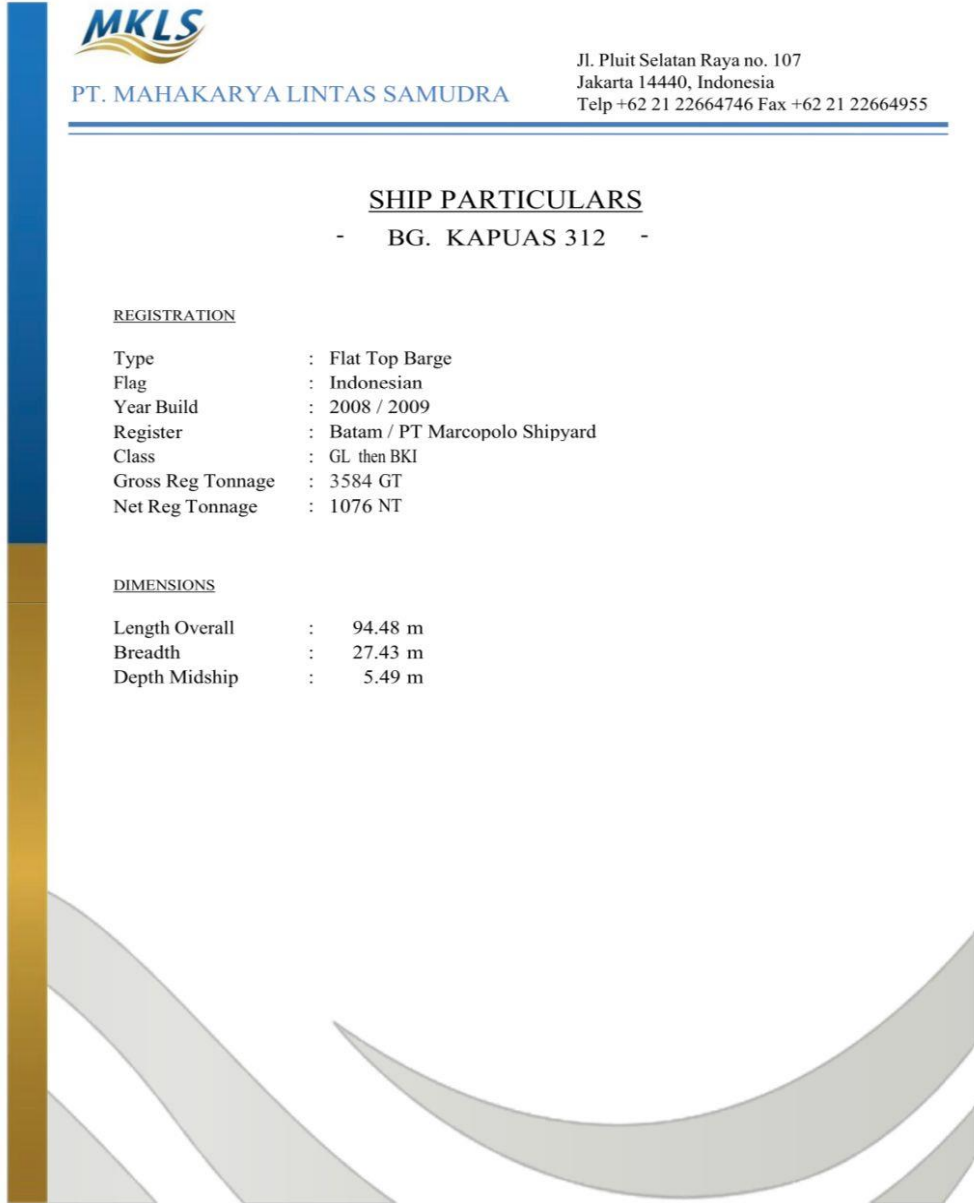 MKLS
PT. MAHAKARYA LINTAS SAMUDRA
Jl. Pluit Selatan Raya no. 107
Jakarta 14440, Indonesia
Telp +62 21 22664746 Fax +62 21 22664955
SHIP PARTICULARS
- BG. KAPUAS 312 -
REGISTRATION
Type : Flat Top Barge
Flag : Indonesian
Year Build : 2008 / 2009
Register : Batam / PT Marcopolo Shipyard
Class : GL then BKI
Gross Reg Tonnage : 3584 GT
Net Reg Tonnage : 1076 NT
DIMENSIONS
Length Overall : 94.48 m
Breadth : 27.43 m
Depth Midship : 5.49 m